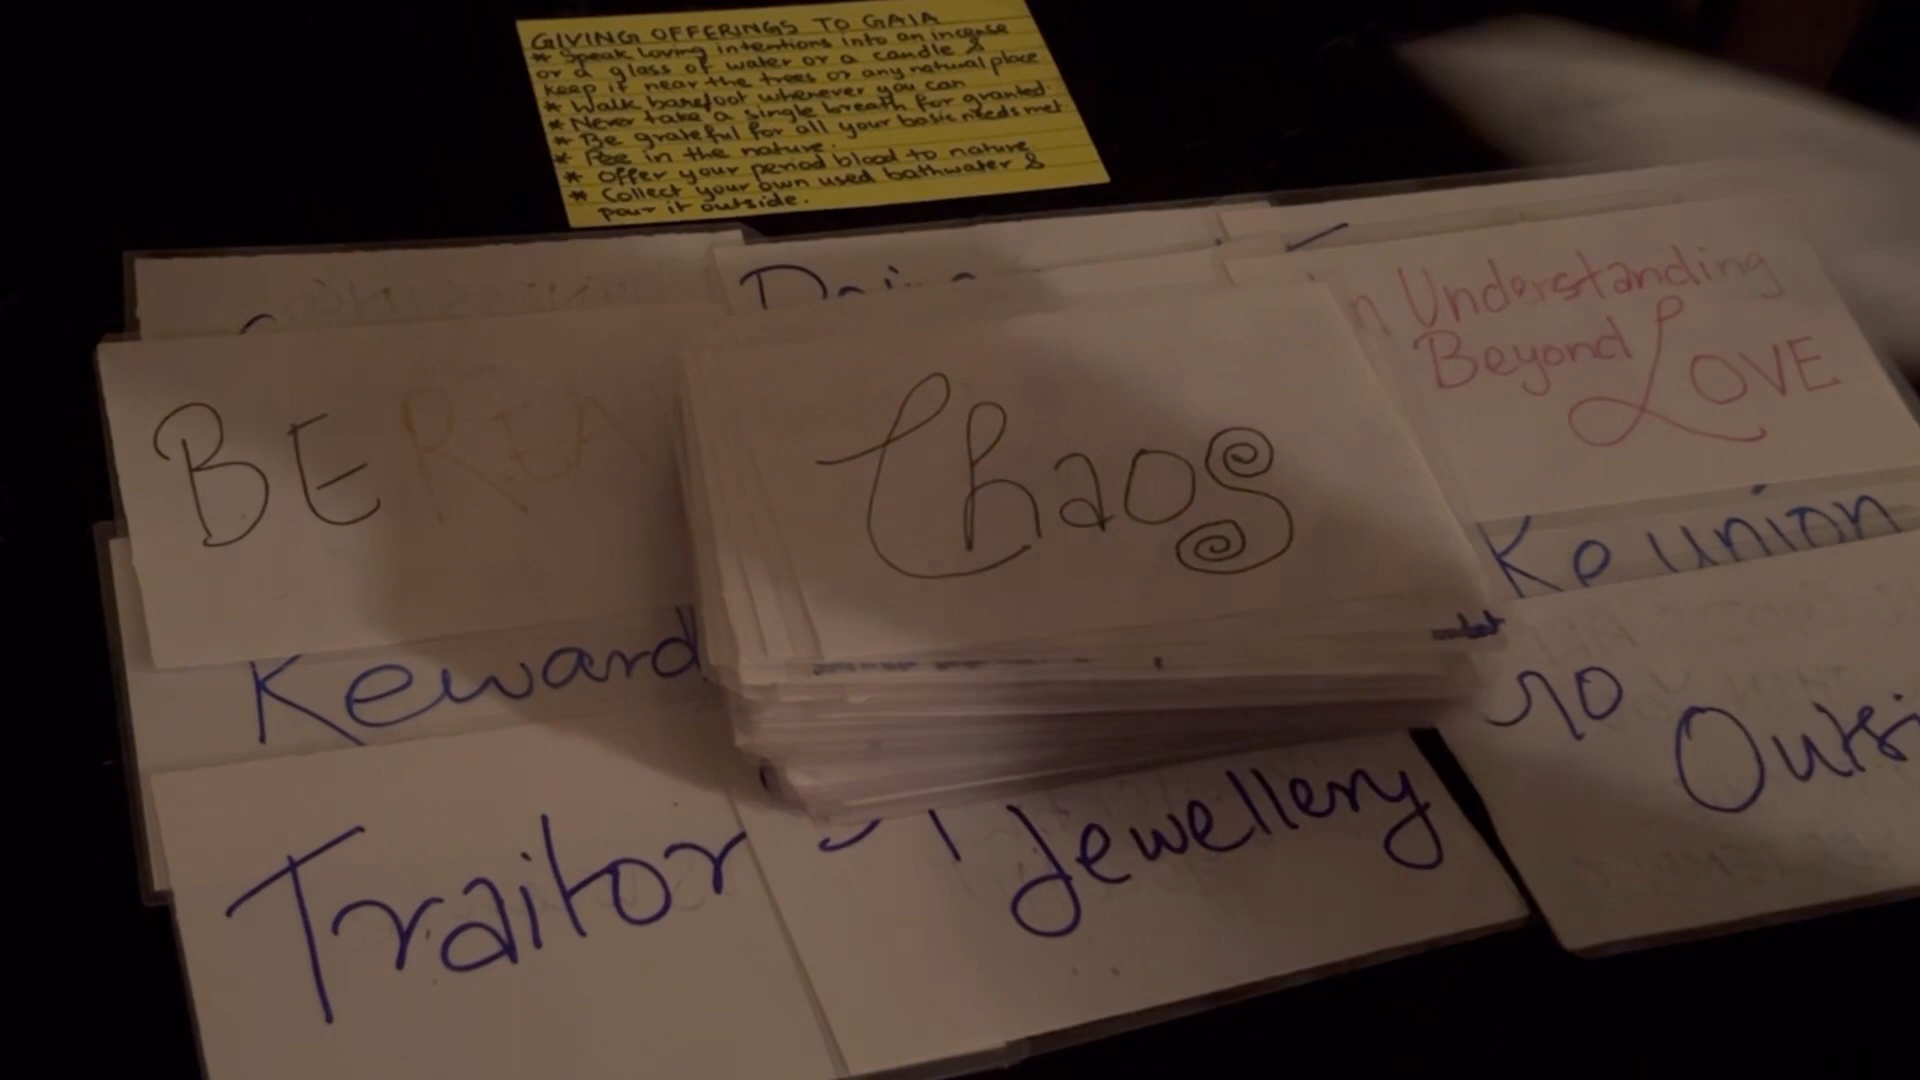 GIVING OFFERINGS TO GAIA
* Speak loving intentions into an incense
or a glass of water or a candle &
keep it near the trees or any natural place
* Walk barefoot wherever you can
* Never take a single breath for granted.
* Be grateful for all your basic needs met
* Pee in the nature.
* Offer your period blood to nature
* Collect your own used bathwater &
pour it outside.
BE REA
Chaos
Understanding
Beyond LOVE
Reward
Reunion
Traitor
Jewellery
Outsi